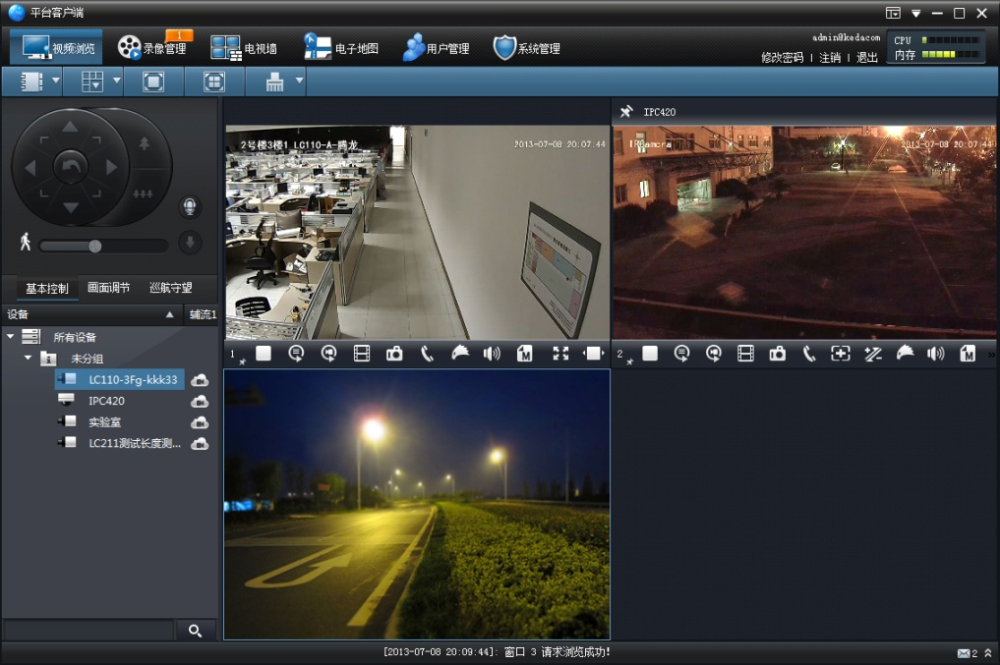 平台客户端
视频浏览
录像管理
1
电视墙
电子地图
用户管理
系统管理
admin@kedacom
修改密码 | 注销 | 退出
CPU
内存
IPC420
2号楼3楼1 LC110-A-腾龙
2013-07-08 20:07:44
IRCamera
2013-07-08 20:07:44
基本控制
画面调节
巡航守望
设备
辅流1
所有设备
未分组
LC110-3Fg-kkk33
IPC420
实验室
LC211测试长度测...
1
2
[2013-07-08 20:09:44]: 窗口 3 请求浏览成功!
2